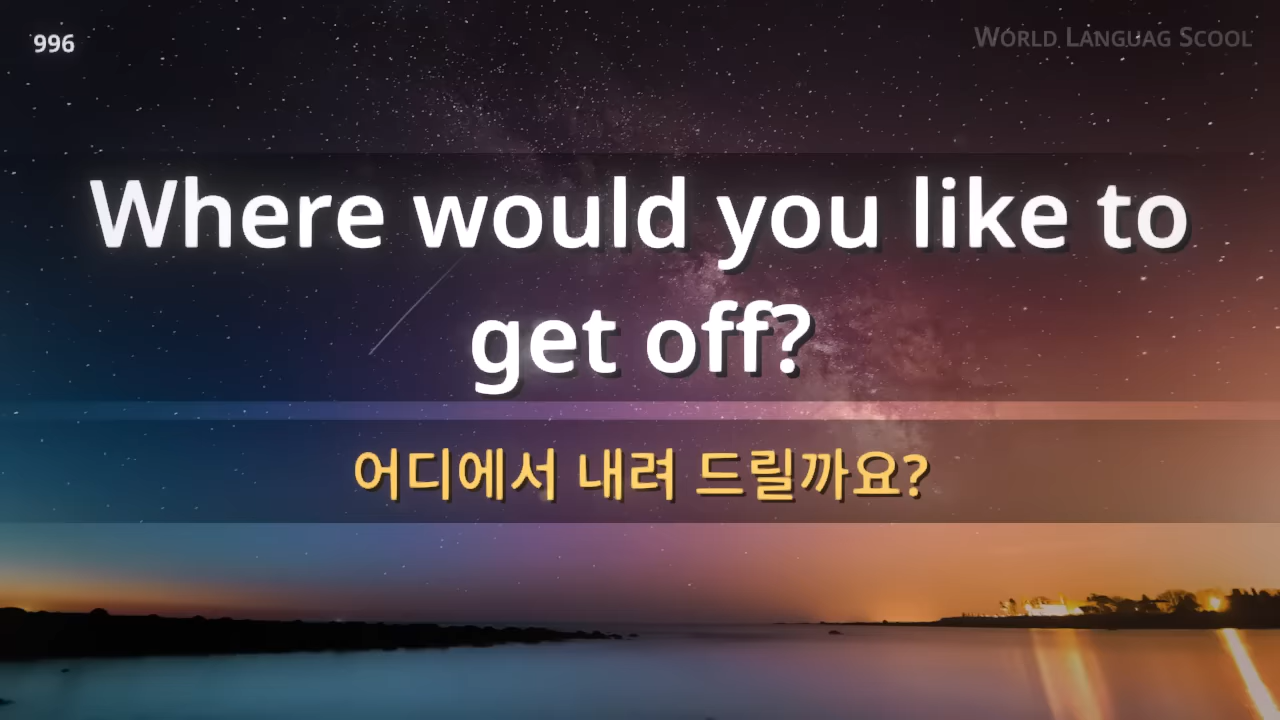 996
WORLD LANGUAG SCOOL
Where would you like to
get off?
어디에서 내려 드릴까요?